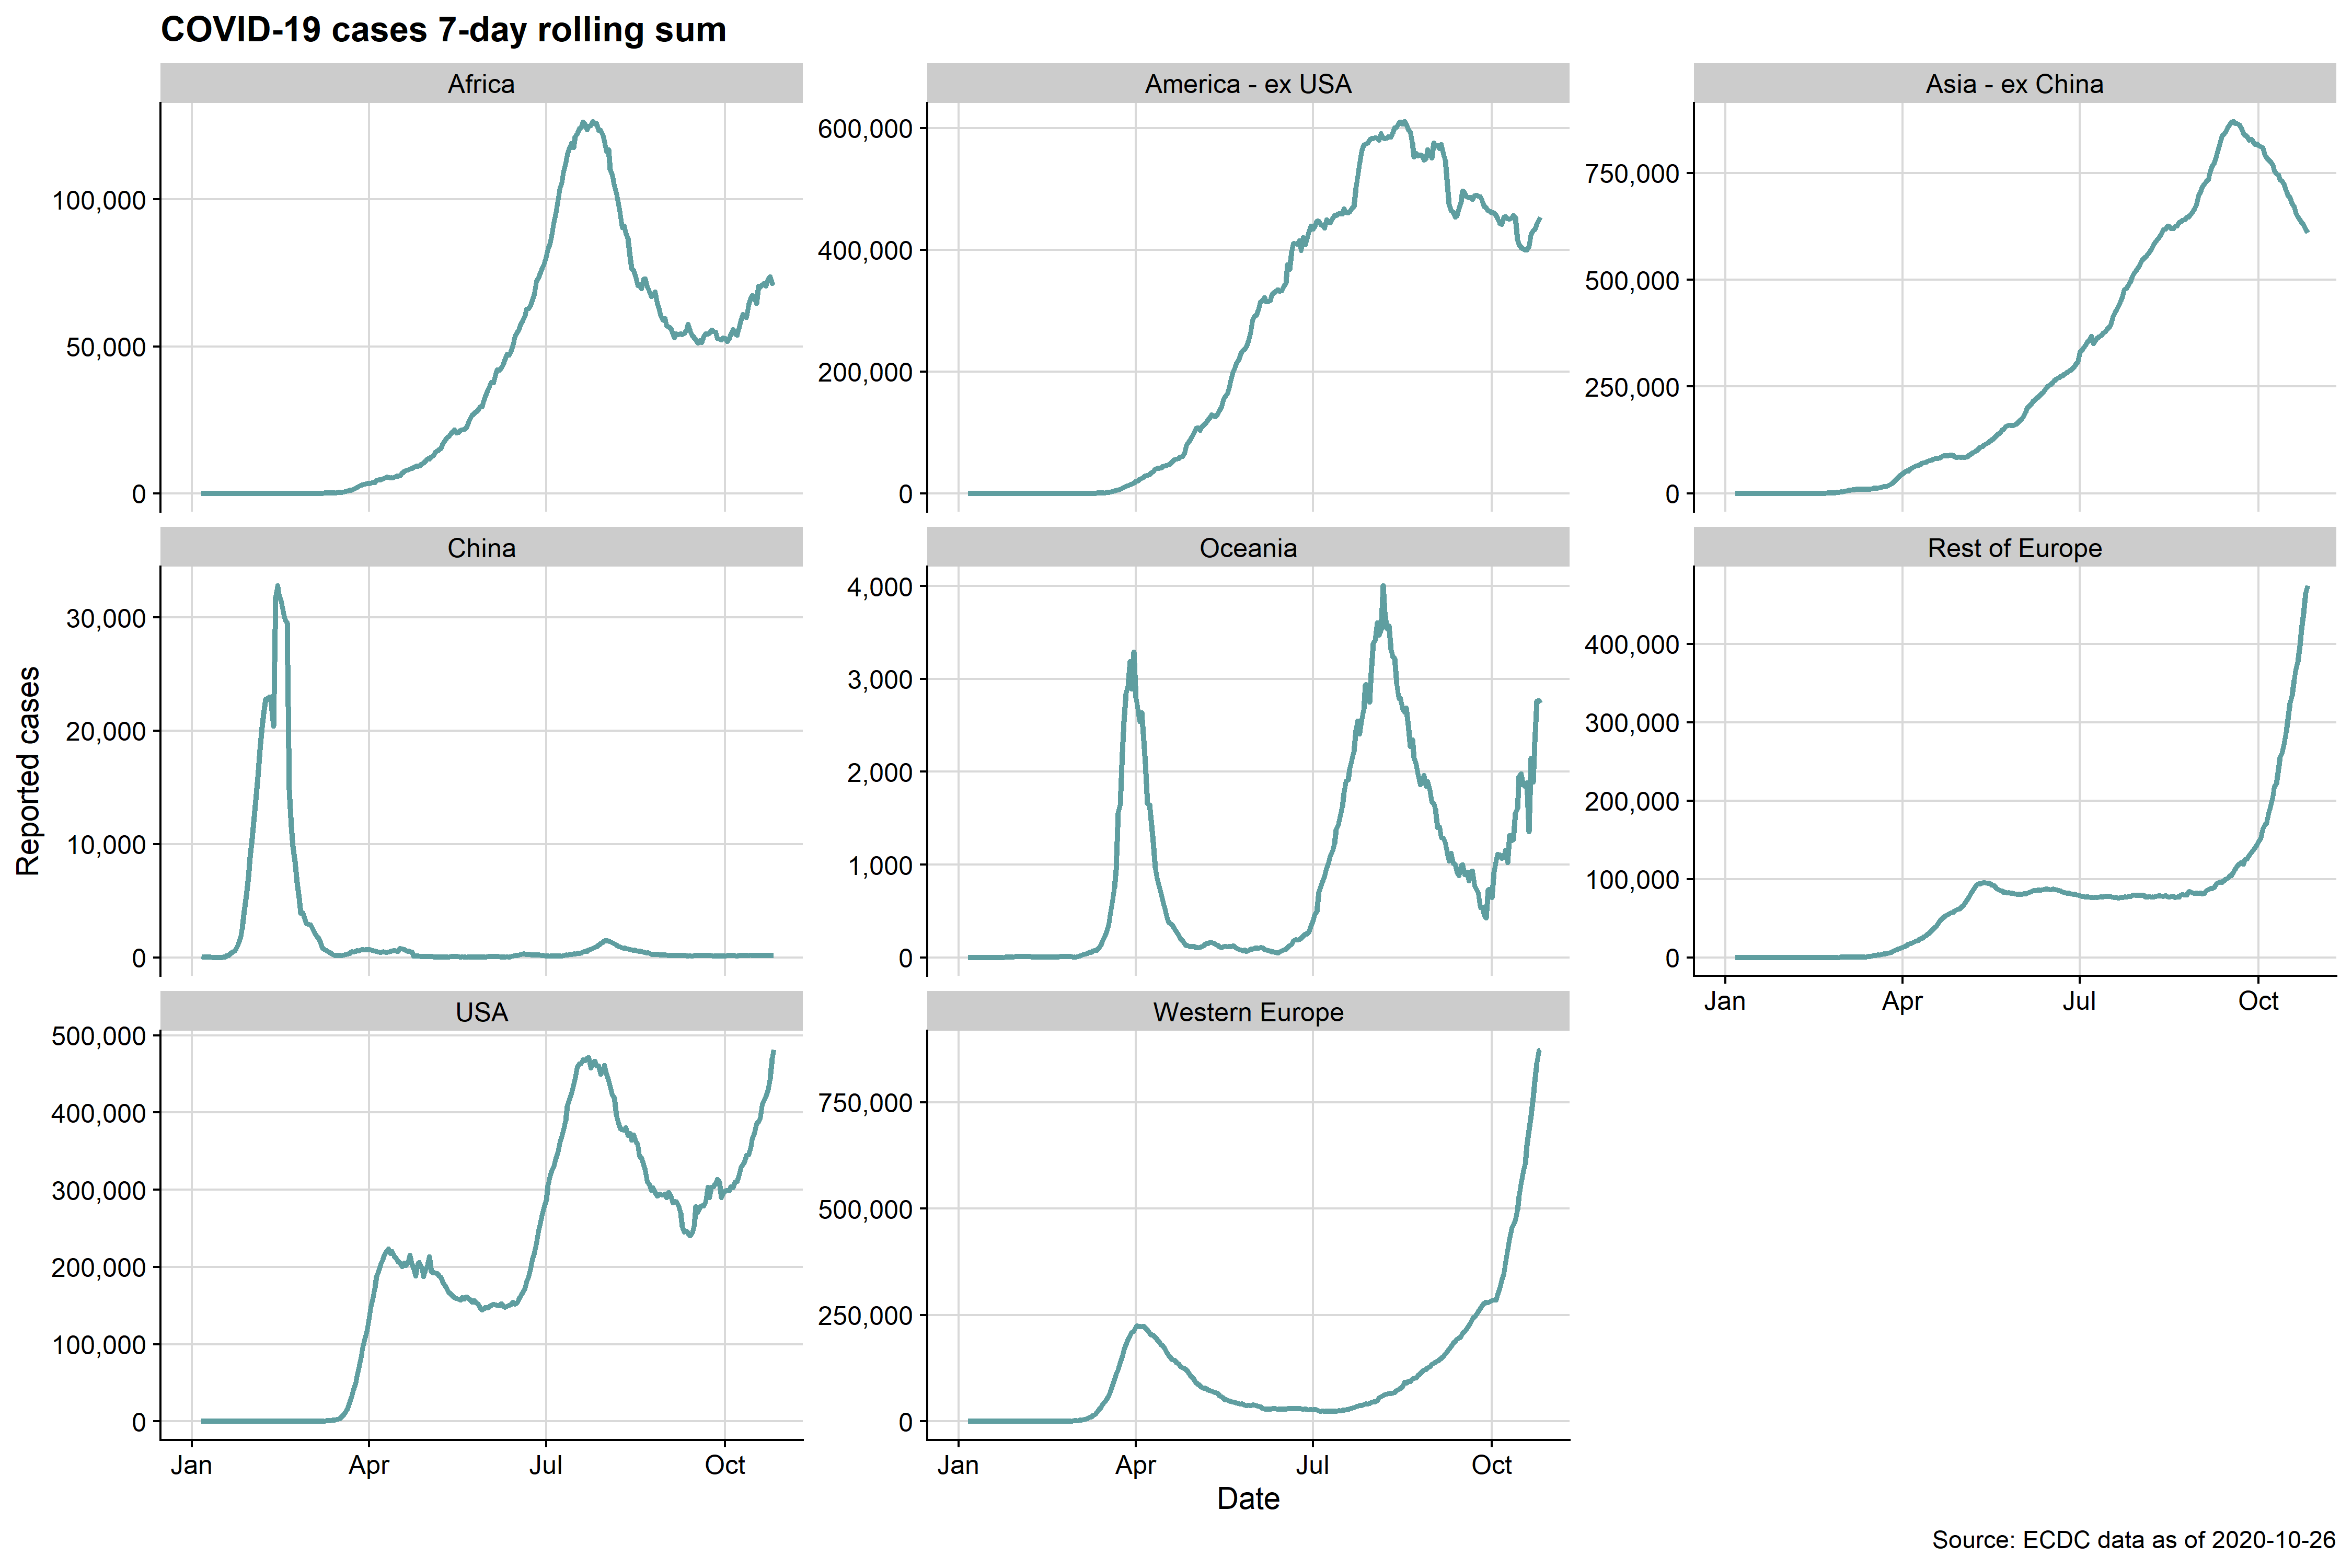 COVID-19 cases 7-day rolling sum
Africa
America - ex USA
Asia - ex China
100,000
50,000
0
600,000
400,000
200,000
0
750,000
500,000
250,000
0
China
Oceania
Rest of Europe
30,000
20,000
10,000
0
4,000
3,000
2,000
1,000
0
400,000
300,000
200,000
100,000
0
Jan Apr Jul Oct
Reported cases
USA
Western Europe
500,000
400,000
300,000
200,000
100,000
0
750,000
500,000
250,000
0
Jan Apr Jul Oct
Jan Apr Jul Oct
Date
Source: ECDC data as of 2020-10-26